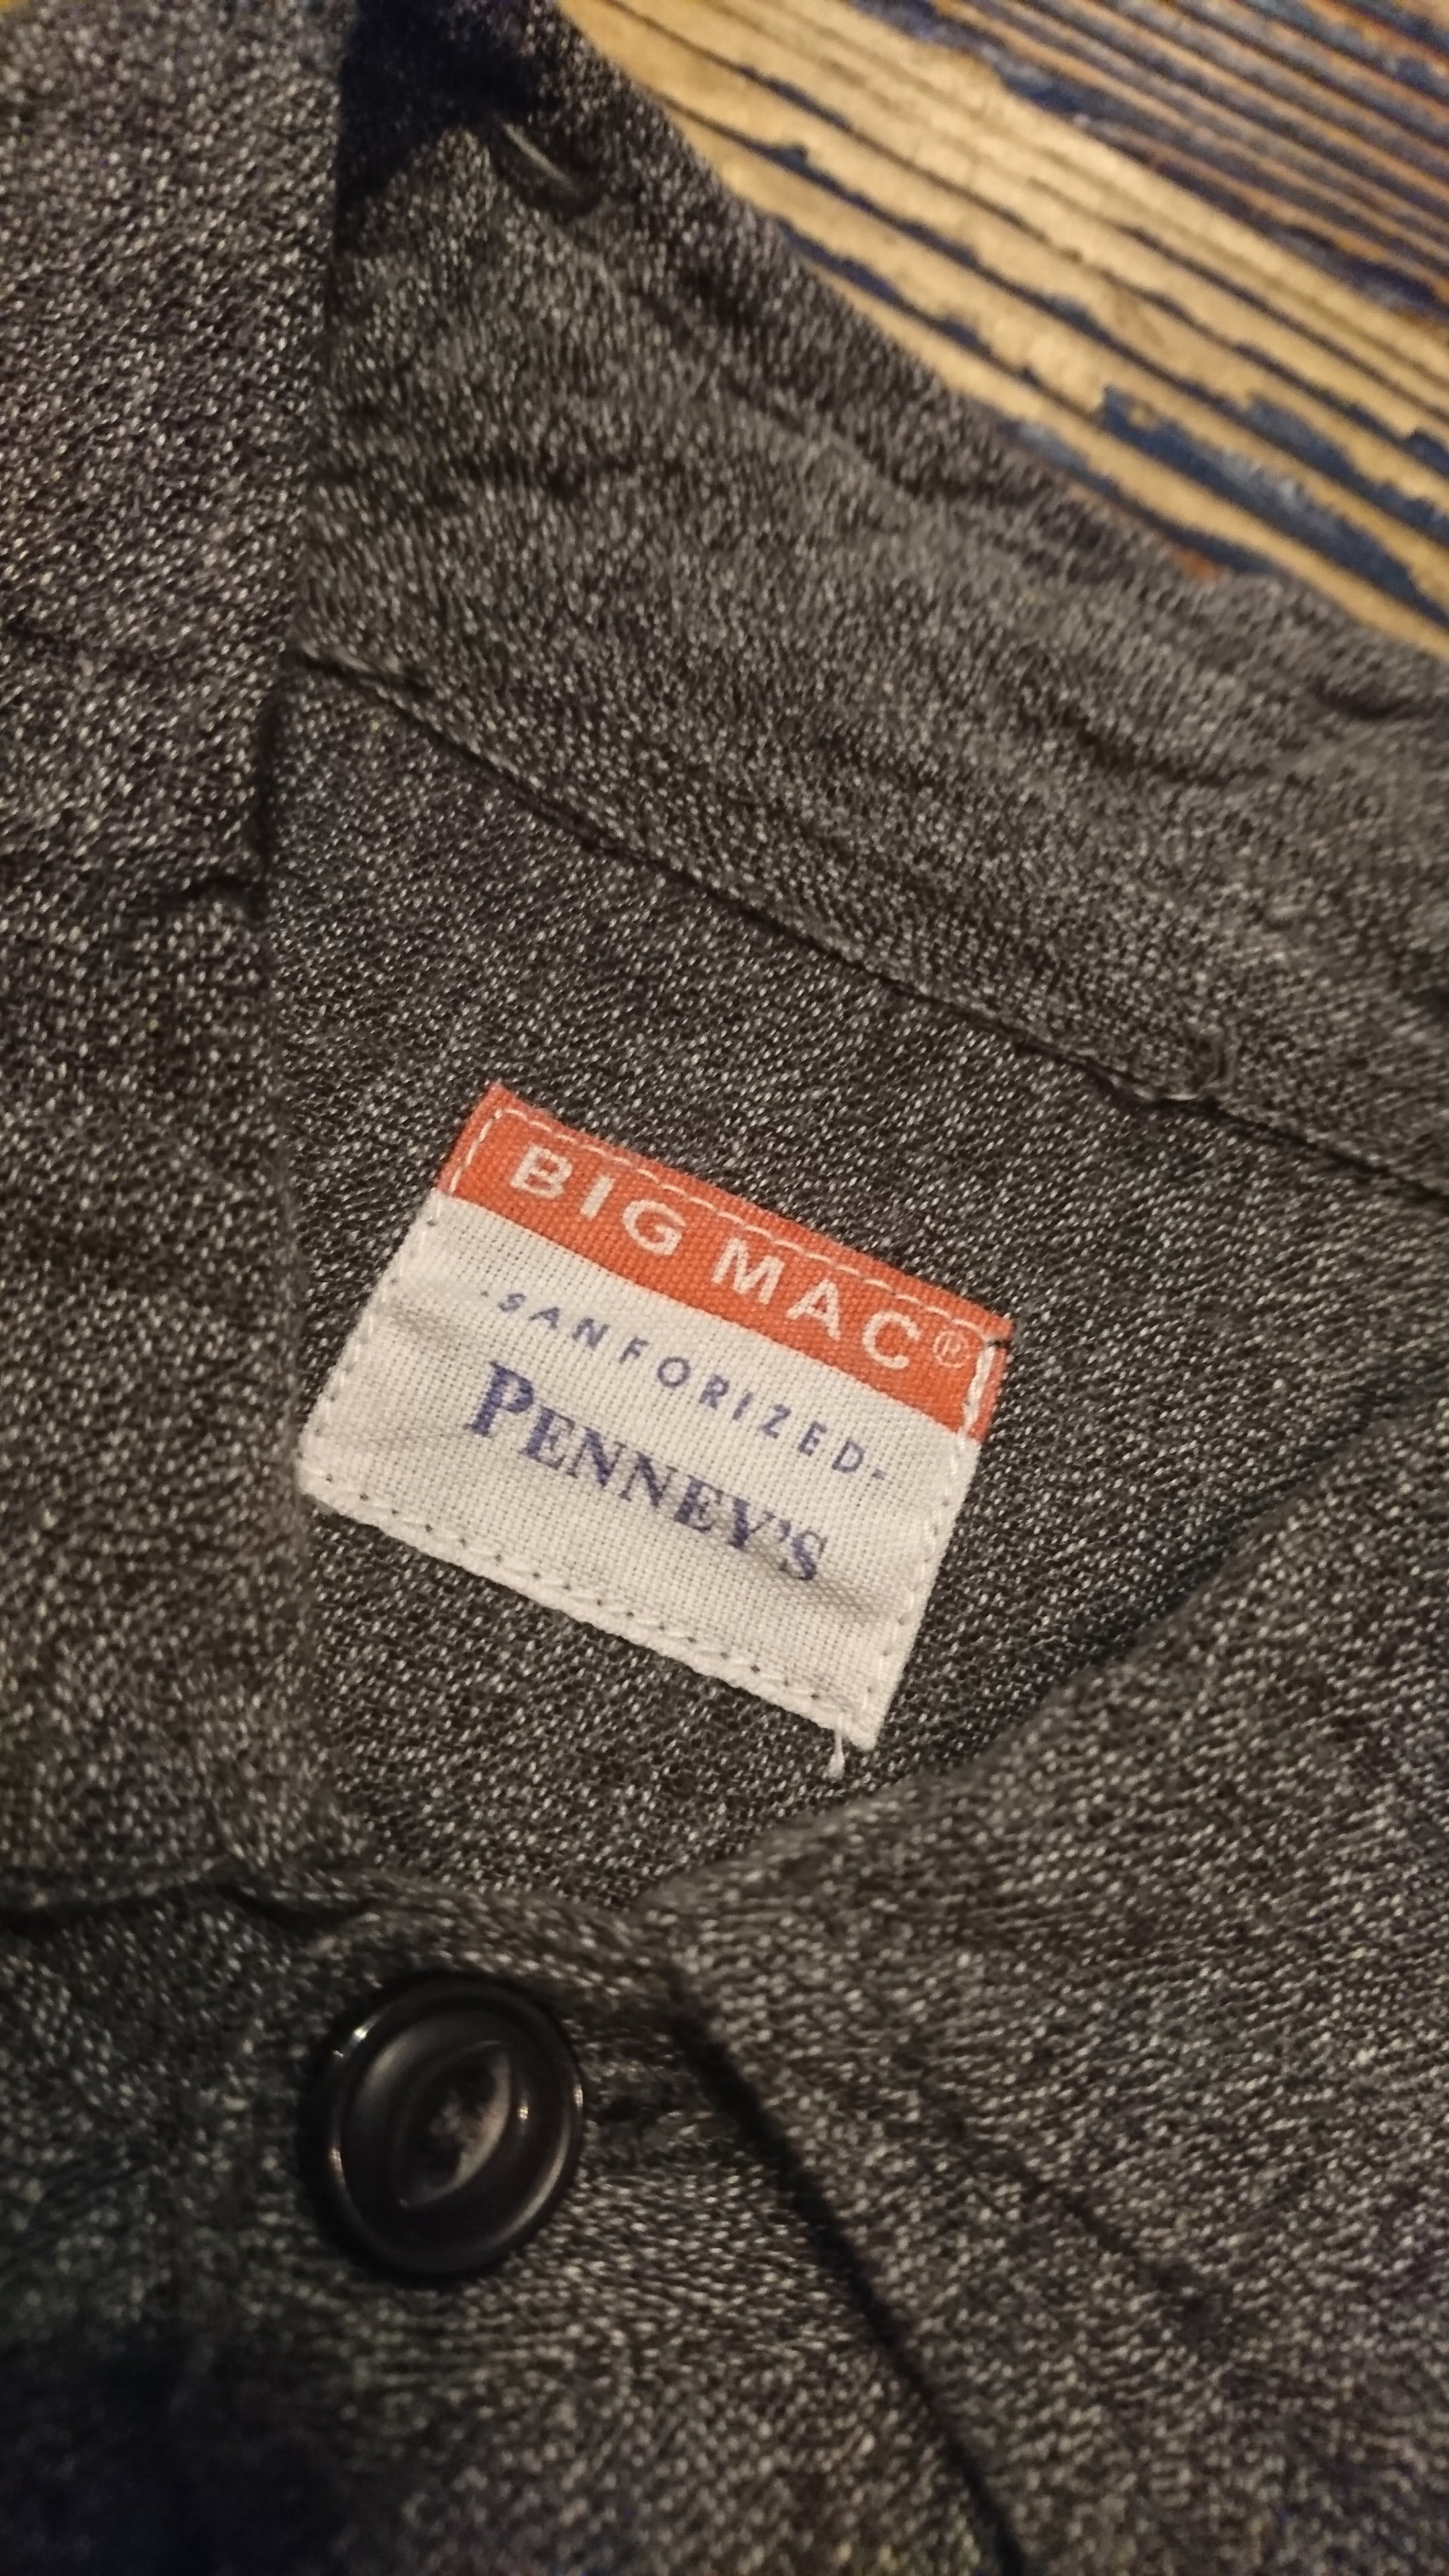 BIG MAC®
-SANFORIZED-
PENNEY'S